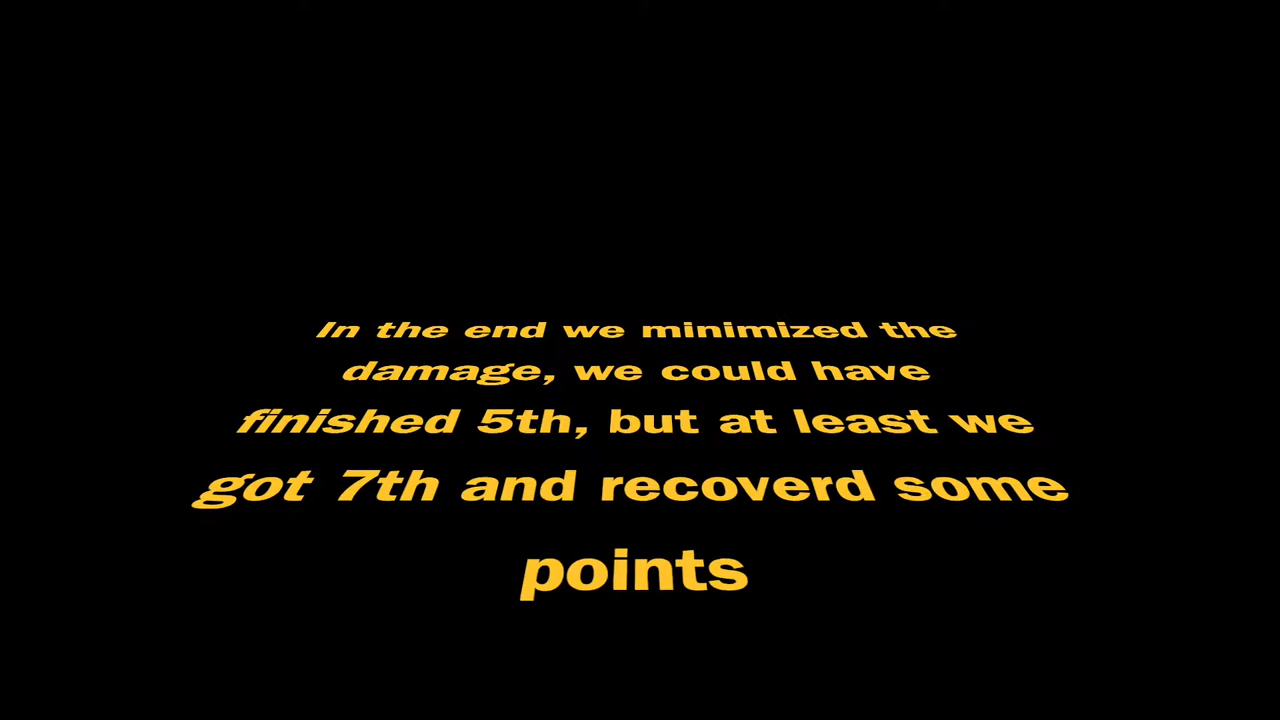 In the end we minimized the
damage, we could have
finished 5th, but at least we
got 7th and recoverd some
points